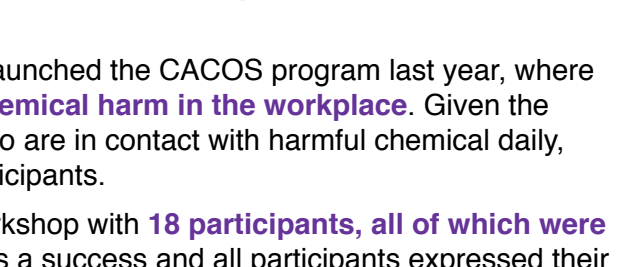 aunched the CACOS program last year, where
emical harm in the workplace. Given the
o are in contact with harmful chemical daily,
icipants.
rkshop with 18 participants, all of which were
s a success and all participants expressed their